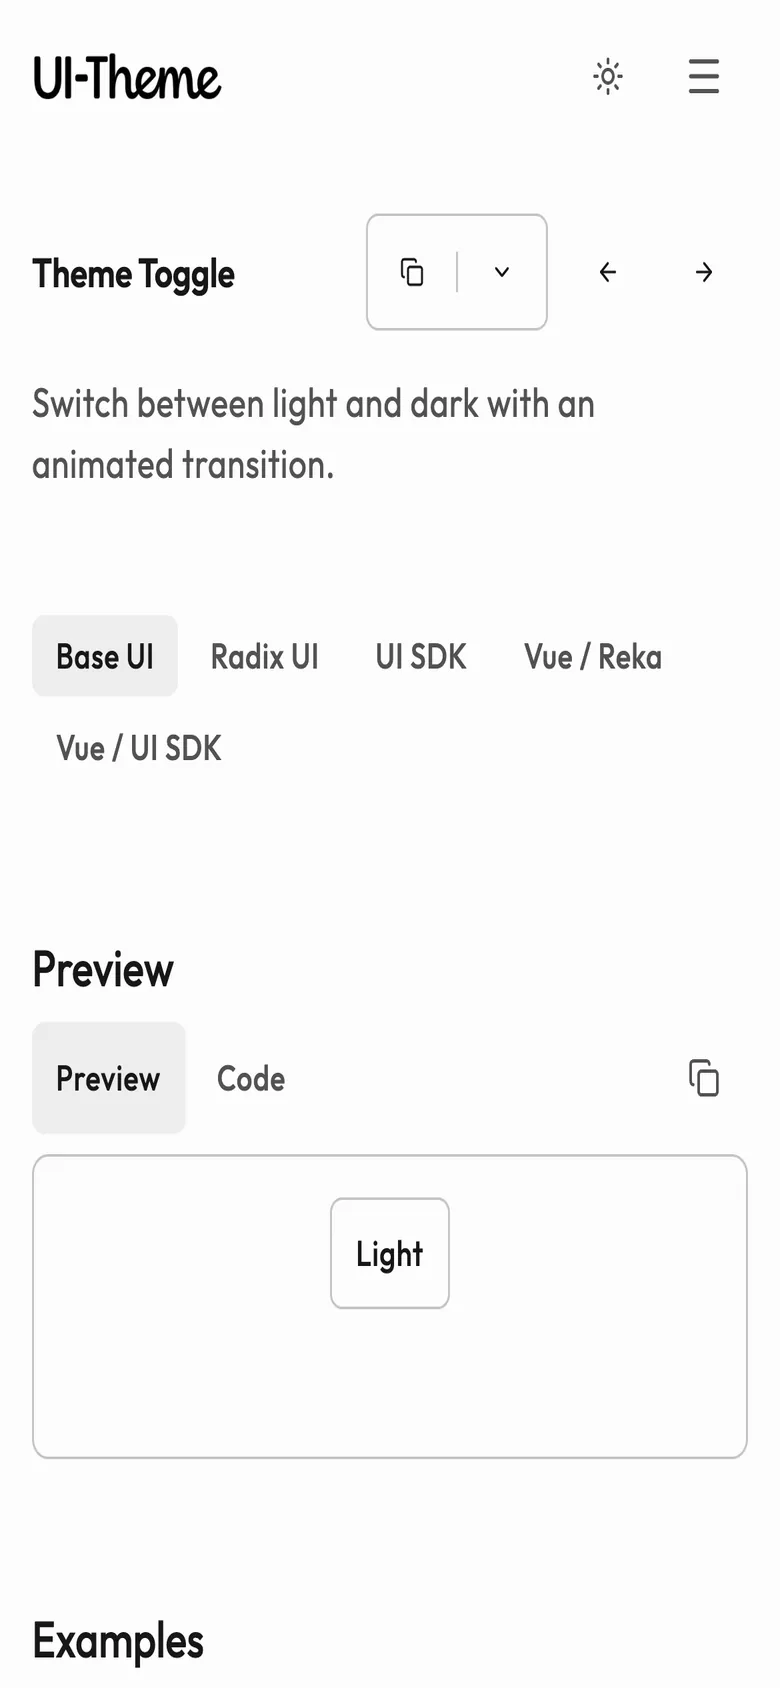 UI-Theme
Theme Toggle
Switch between light and dark with an
animated transition.
Base UI
Radix UI
UI SDK
Vue / Reka
Vue / UI SDK
Preview
Preview
Code
Light
Examples